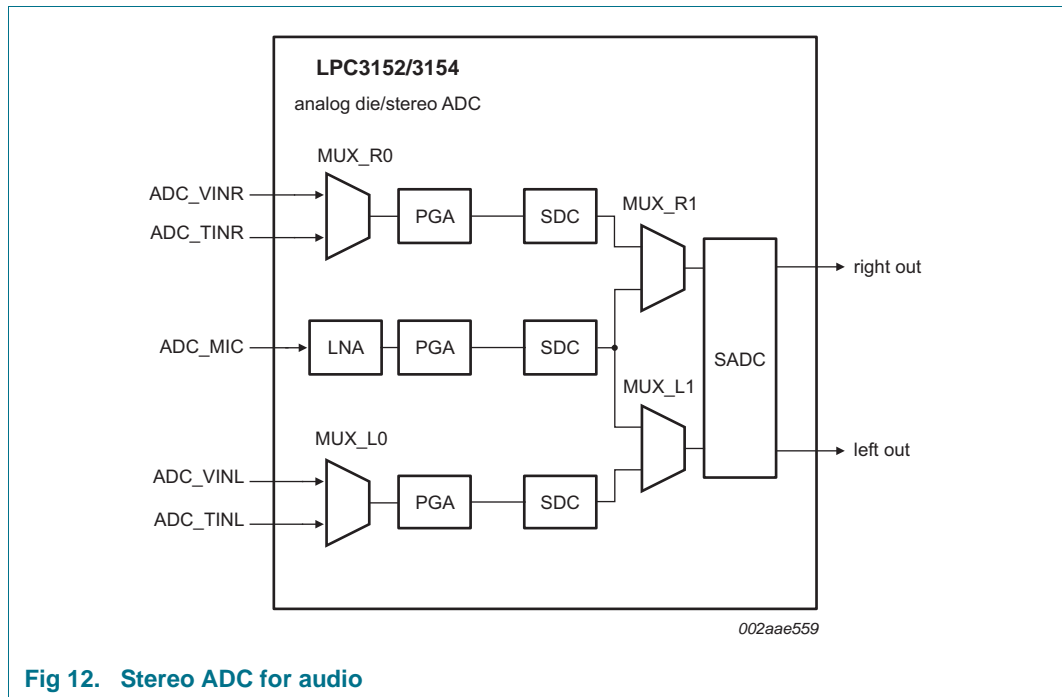 LPC3152/3154
analog die/stereo ADC
MUX_R0
ADC_VINR
ADC_TINR
PGA
SDC
MUX_R1
right out
ADC_MIC
LNA
PGA
SDC
SADC
MUX_L1
MUX_L0
left out
ADC_VINL
ADC_TINL
PGA
SDC
002aae559
Fig 12. Stereo ADC for audio